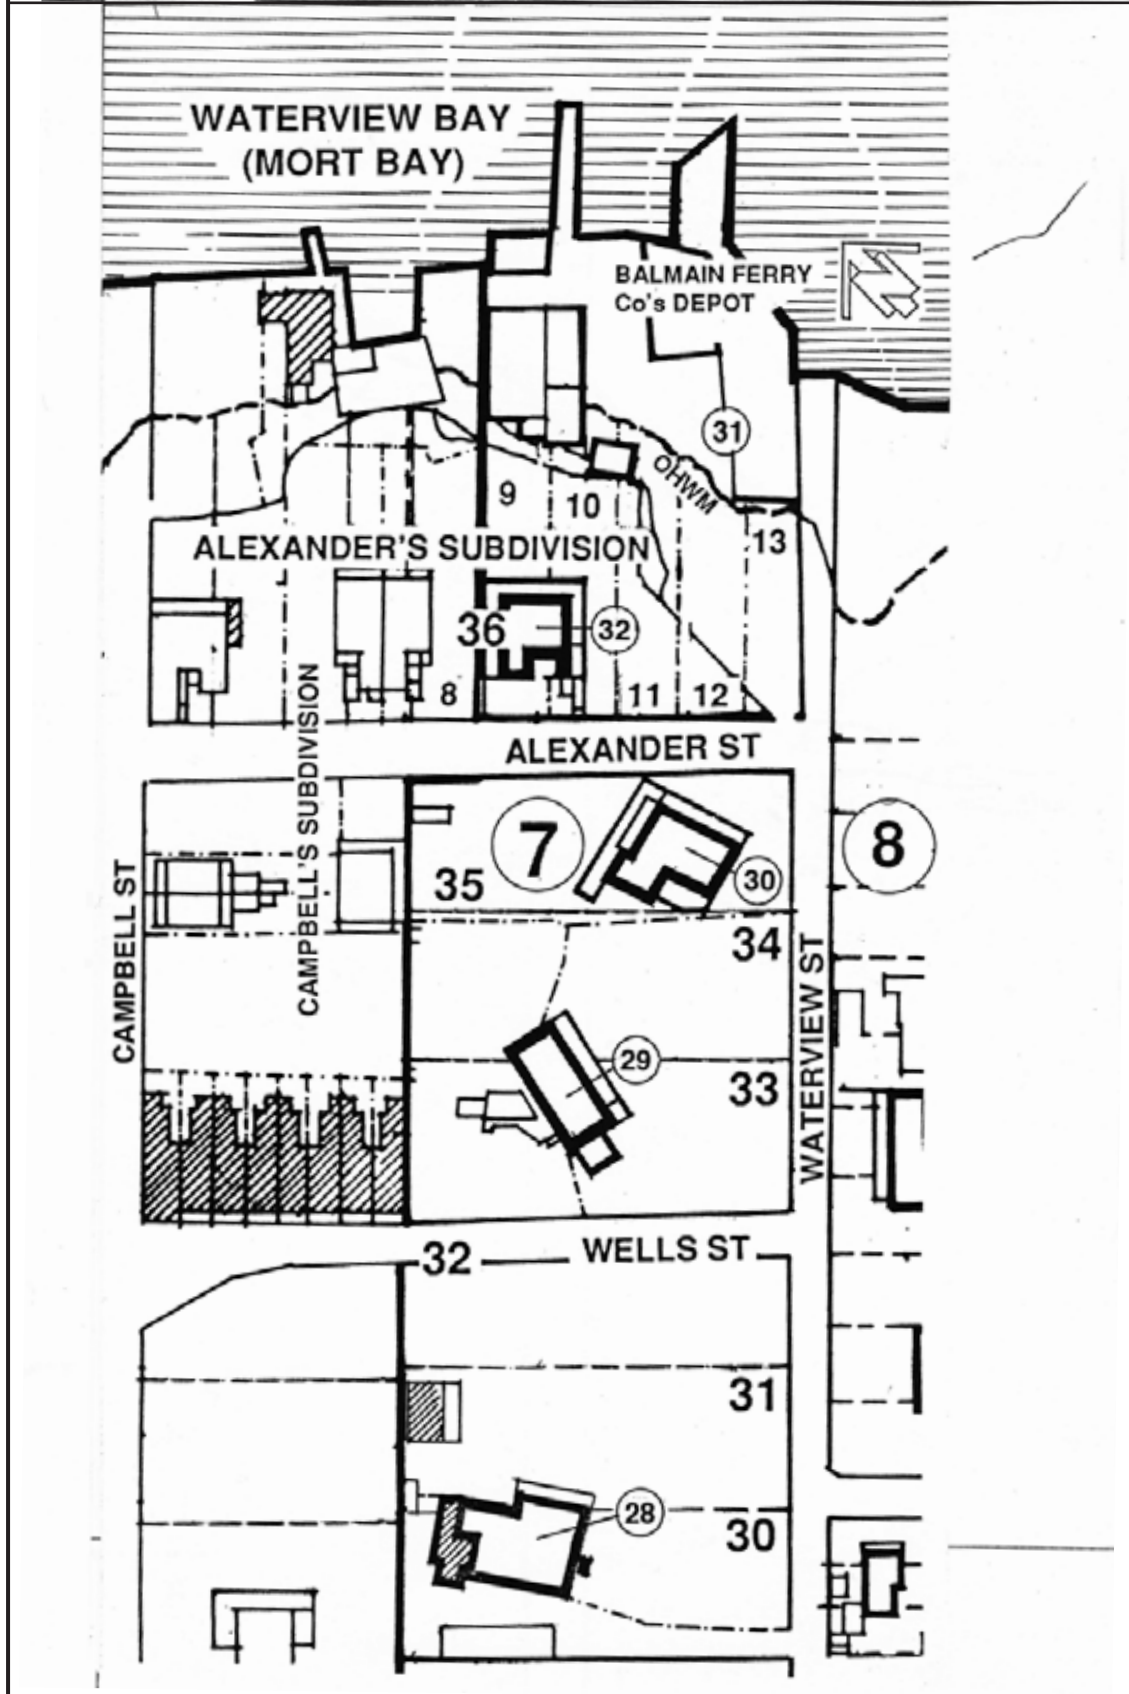 WATERVIEW BAY
(MORT BAY)
BALMAIN FERRY
Co's DEPOT
31
OHWM
9
10
13
ALEXANDER'S SUBDIVISION
36
32
8
11
12
CAMPBELL'S SUBDIVISION
ALEXANDER ST
7
8
30
35
34
CAMPBELL ST
WATERVIEW ST
29
33
32
WELLS ST
31
28
30